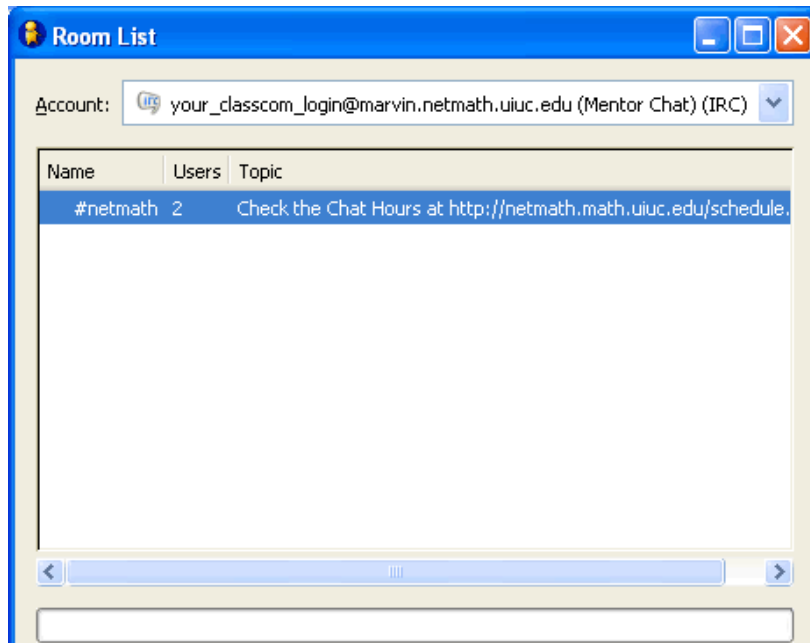 Room List
Account: your_classcom_login@marvin.netmath.uiuc.edu (Mentor Chat) (IRC)
Name Users Topic
#netmath 2 Check the Chat Hours at http://netmath.math.uiuc.edu/schedule.